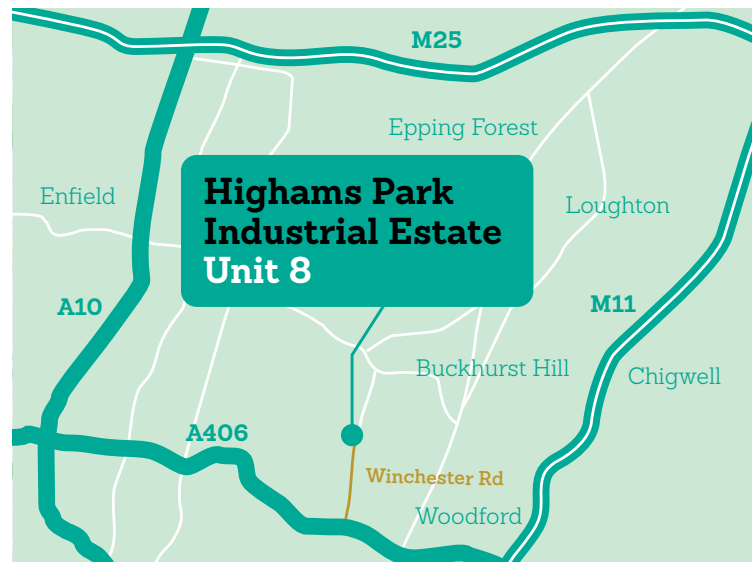 M25
Epping Forest
Enfield
Highams Park
Industrial Estate
Unit 8
Loughton
A10
M11
Buckhurst Hill
Chigwell
A406
Winchester Rd
Woodford